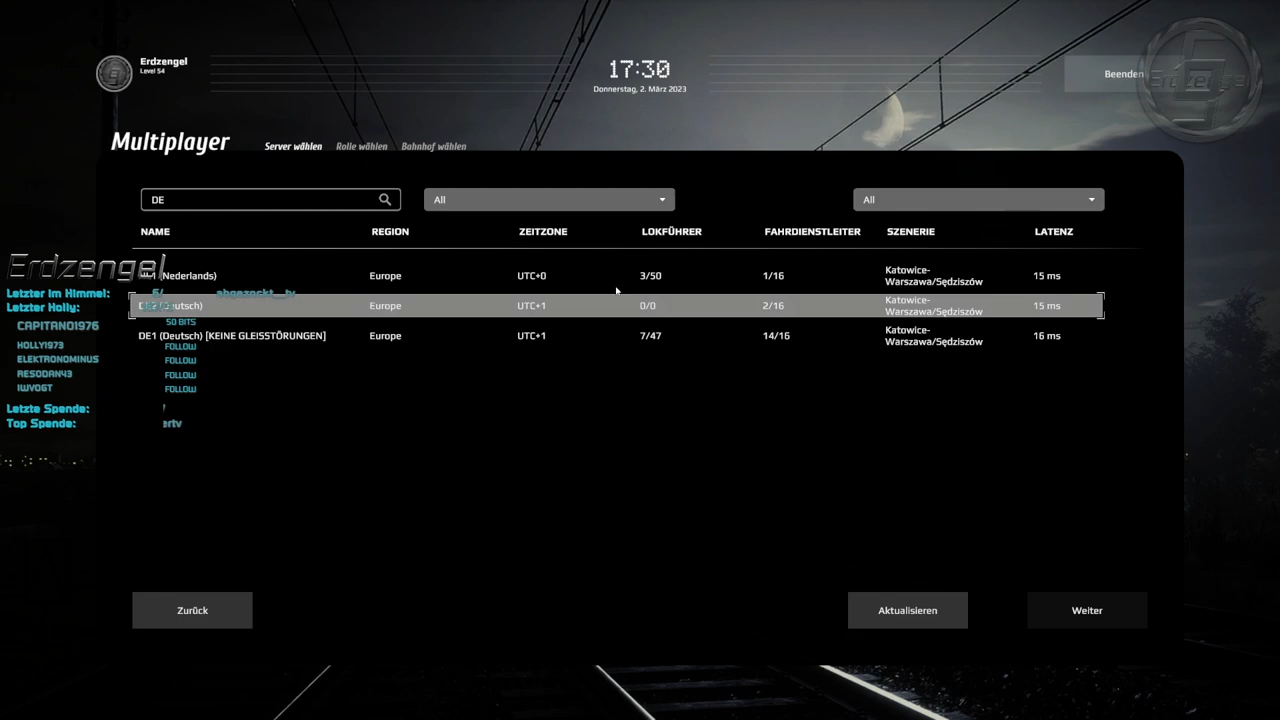 Erdzengel
Level 54
17:30
Donnerstag, 2. März 2023
Beenden
Erdzengel
Multiplayer
Server wählen
Rolle wählen
Bahnhof wählen
DE
All
All
NAME REGION ZEITZONE LOKFÜHRER FAHRDIENSTLEITER SZENERIE LATENZ
Erdzengel
(Nederlands) Europe UTC+0 3/50 1/16 Katowice-
Warszawa/Sędziszów 15 ms
Letzter im Himmel:
abgezockt__tv
Letzter Holly:
(Deutsch) Europe UTC+1 0/0 2/16 Katowice-
Warszawa/Sędziszów 15 ms
50 BITS
CAPITANO1976
DE1 (Deutsch) [KEINE GLEISSTÖRUNGEN] Europe UTC+1 7/47 14/16 Katowice-
Warszawa/Sędziszów 16 ms
HOLLY1973 FOLLOW
ELEKTRONOMINUS FOLLOW
RESODAN43 FOLLOW
IWVOGT FOLLOW
Letzte Spende:
Top Spende:
ertv
Zurück
Aktualisieren
Weiter